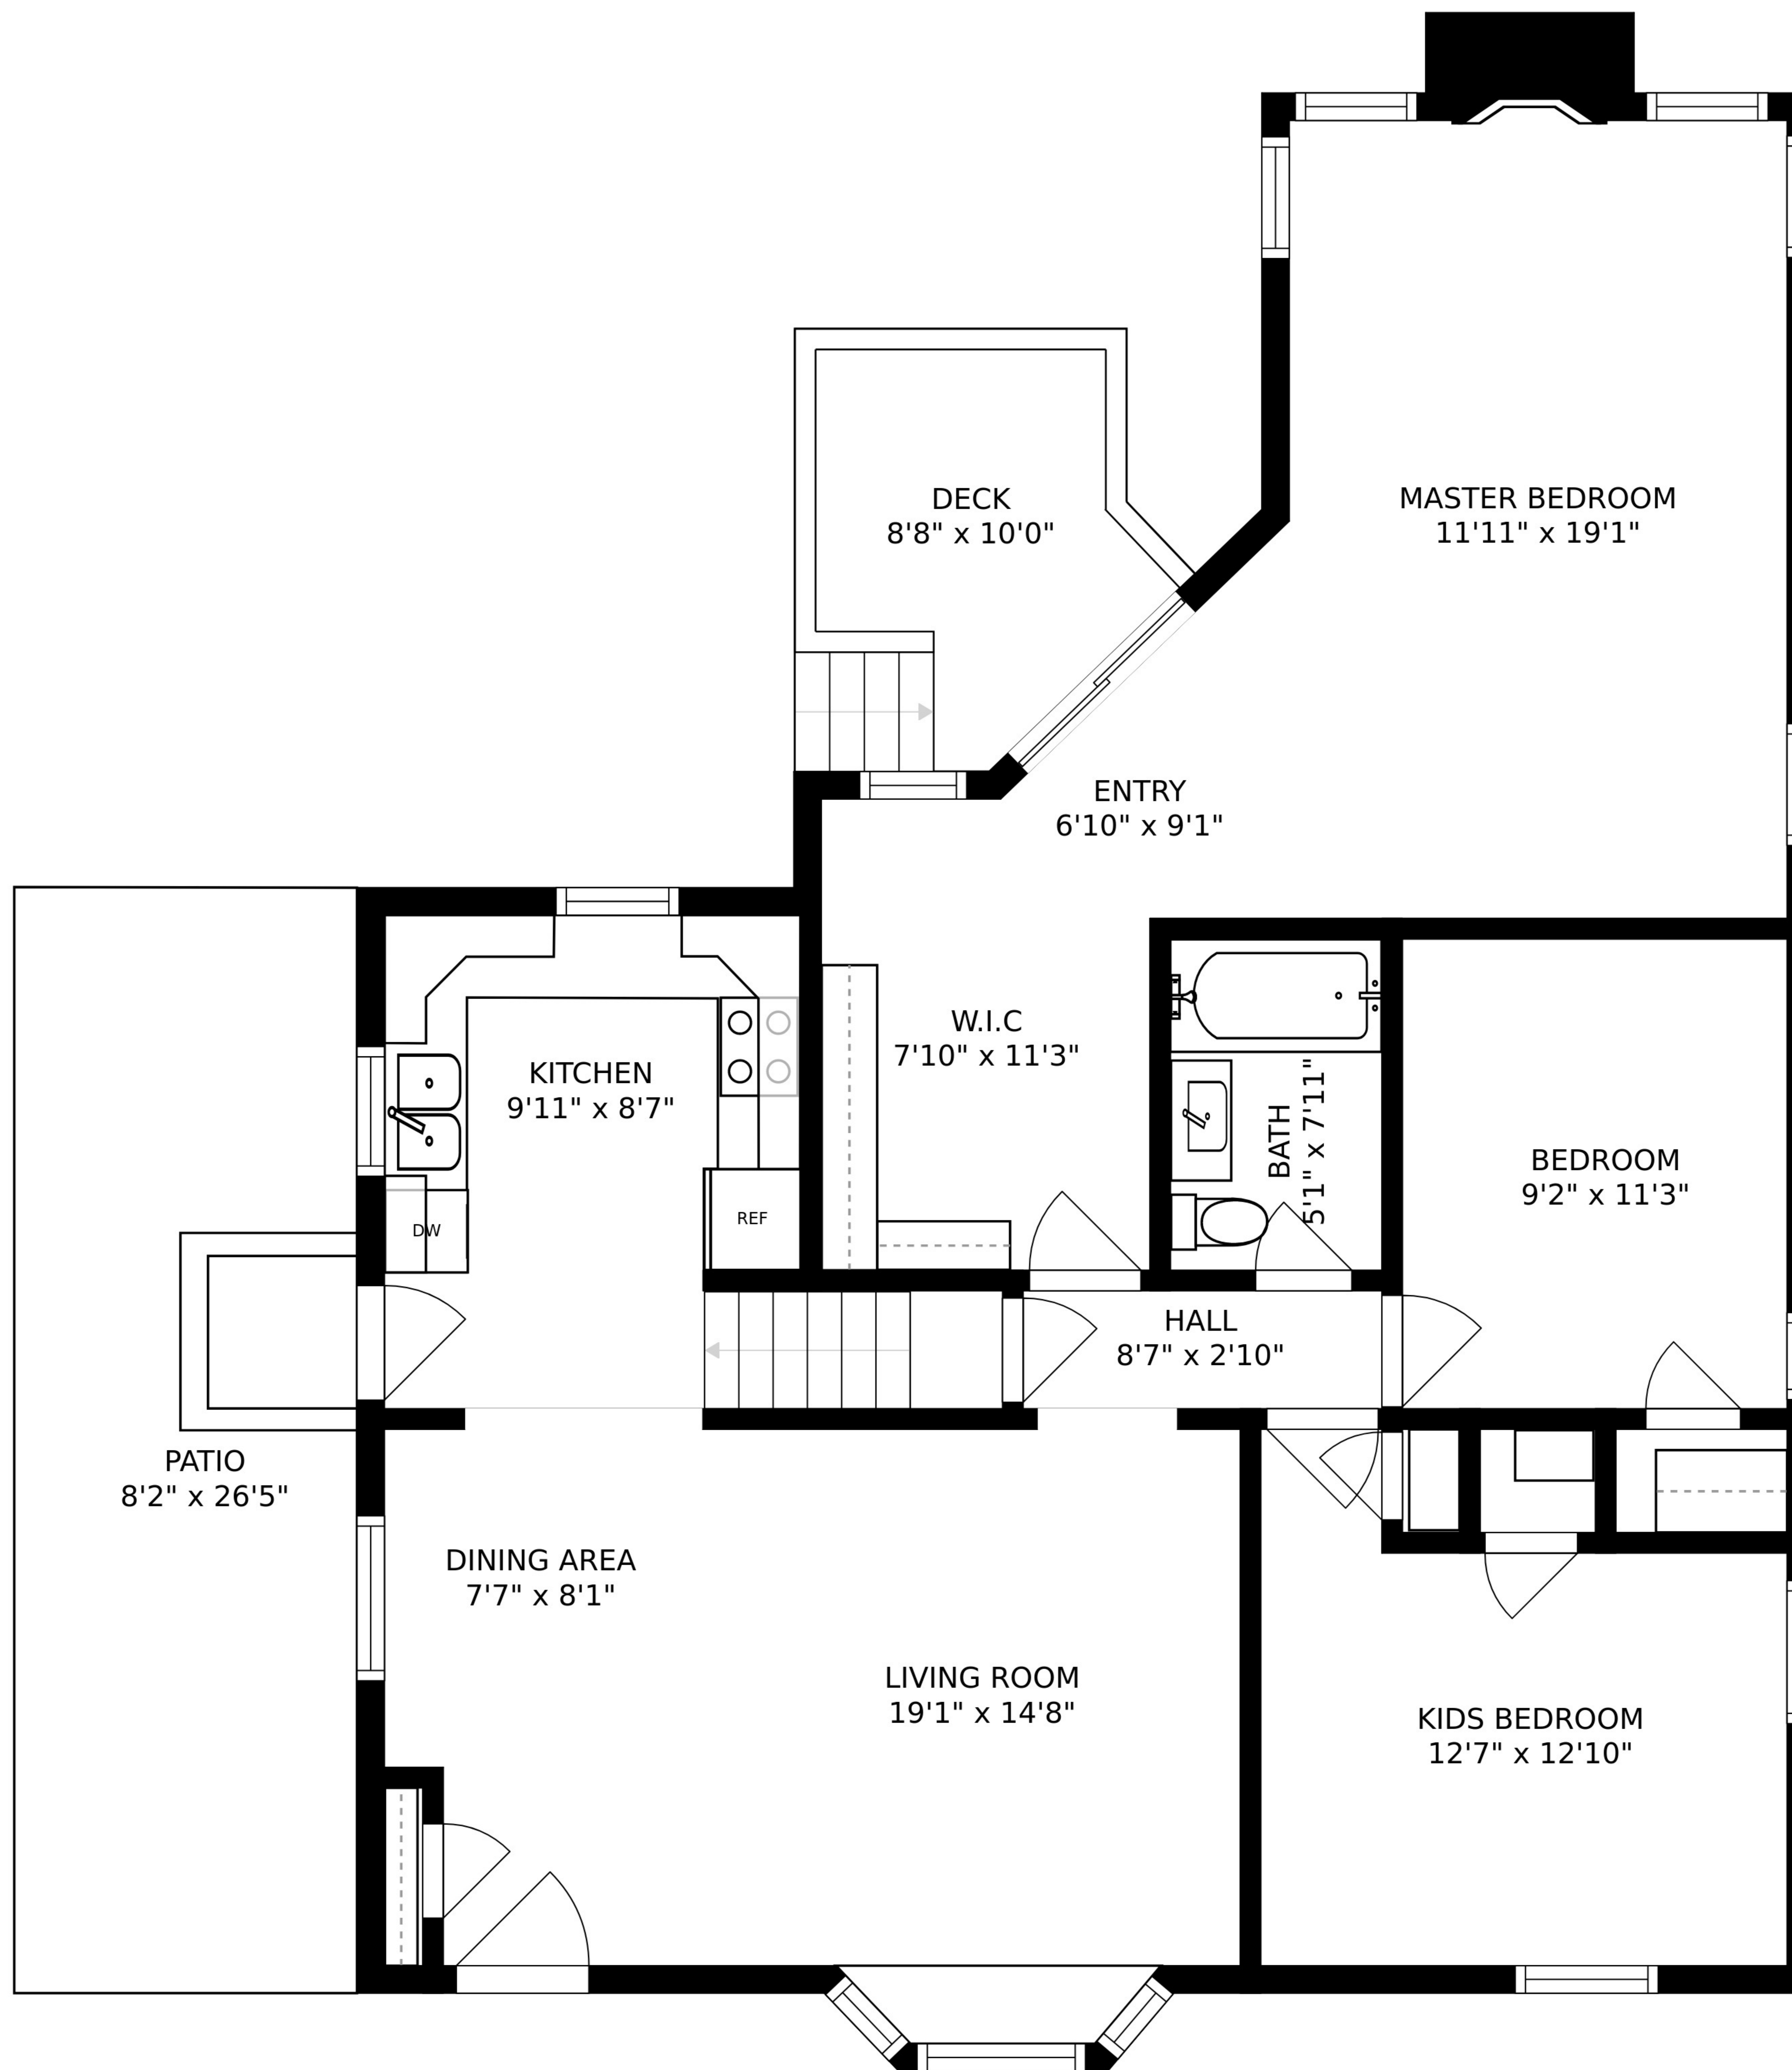 DECK
8'8" x 10'0"
MASTER BEDROOM
11'11" x 19'1"
ENTRY
6'10" x 9'1"
W.I.C
7'10" x 11'3"
KITCHEN
9'11" x 8'7"
BATH
5'1" x 7'11"
BEDROOM
9'2" x 11'3"
DW
REF
HALL
8'7" x 2'10"
PATIO
8'2" x 26'5"
DINING AREA
7'7" x 8'1"
LIVING ROOM
19'1" x 14'8"
KIDS BEDROOM
12'7" x 12'10"